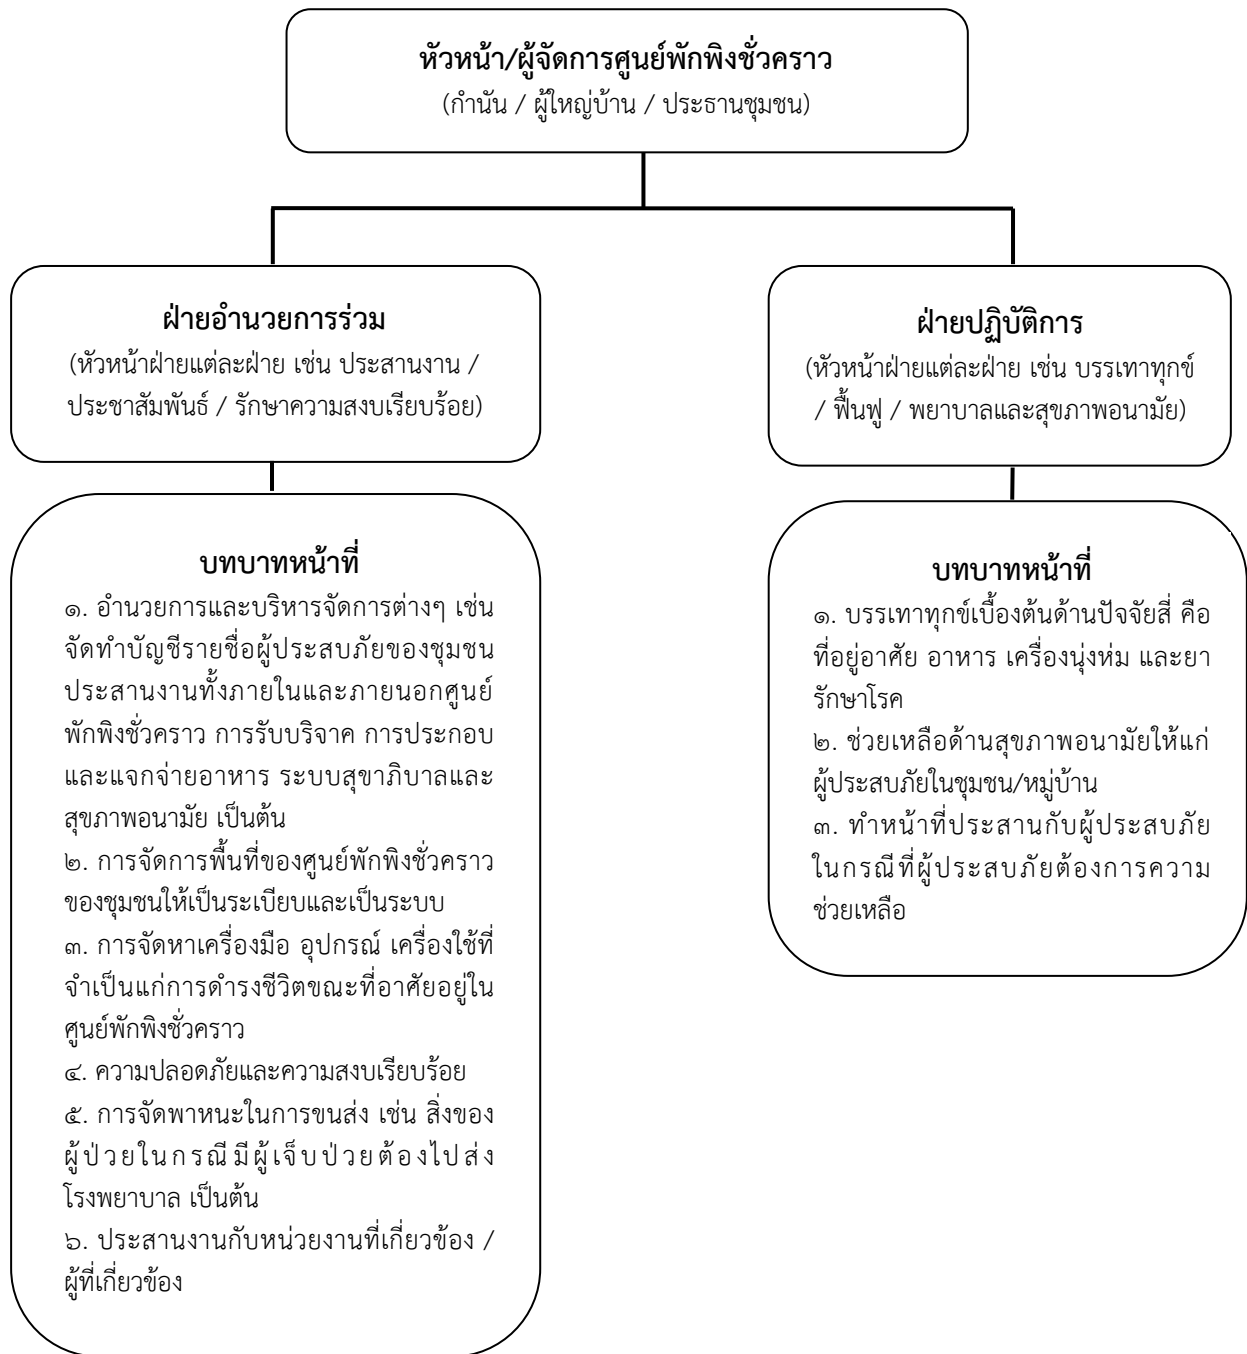 หัวหน้า/ผู้จัดการศูนย์พักพิงชั่วคราว
(กำนัน / ผู้ใหญ่บ้าน / ประธานชุมชน)
ฝ่ายอำนวยการร่วม
(หัวหน้าฝ่ายแต่ละฝ่าย เช่น ประสานงาน /
ประชาสัมพันธ์ / รักษาความสงบเรียบร้อย)
บทบาทหน้าที่
๑. อำนวยการและบริหารจัดการต่างๆ เช่น
จัดทำบัญชีรายชื่อผู้ประสบภัยของชุมชน
ประสานงานทั้งภายในและภายนอกศูนย์
พักพิงชั่วคราว การรับบริจาค การประกอบ
และแจกจ่ายอาหาร ระบบสุขาภิบาลและ
สุขภาพอนามัย เป็นต้น
๒. การจัดการพื้นที่ของศูนย์พักพิงชั่วคราว
ของชุมชนให้เป็นระเบียบและเป็นระบบ
๓. การจัดหาเครื่องมือ อุปกรณ์ เครื่องใช้ที่
จำเป็นแก่การดำรงชีวิตขณะที่อาศัยอยู่ใน
ศูนย์พักพิงชั่วคราว
๔. ความปลอดภัยและความสงบเรียบร้อย
๕. การจัดพาหนะในการขนส่ง เช่น สิ่งของ
ผู้ป่วยในกรณีมีผู้เจ็บป่วยต้องไปส่ง
โรงพยาบาล เป็นต้น
๖. ประสานงานกับหน่วยงานที่เกี่ยวข้อง /
ผู้ที่เกี่ยวข้อง
ฝ่ายปฏิบัติการ
(หัวหน้าฝ่ายแต่ละฝ่าย เช่น บรรเทาทุกข์
/ ฟื้นฟู / พยาบาลและสุขภาพอนามัย)
บทบาทหน้าที่
๑. บรรเทาทุกข์เบื้องต้นด้านปัจจัยสี่ คือ
ที่อยู่อาศัย อาหาร เครื่องนุ่งห่ม และยา
รักษาโรค
๒. ช่วยเหลือด้านสุขภาพอนามัยให้แก่
ผู้ประสบภัยในชุมชน/หมู่บ้าน
๓. ทำหน้าที่ประสานกับผู้ประสบภัย
ในกรณีที่ผู้ประสบภัยต้องการความ
ช่วยเหลือ